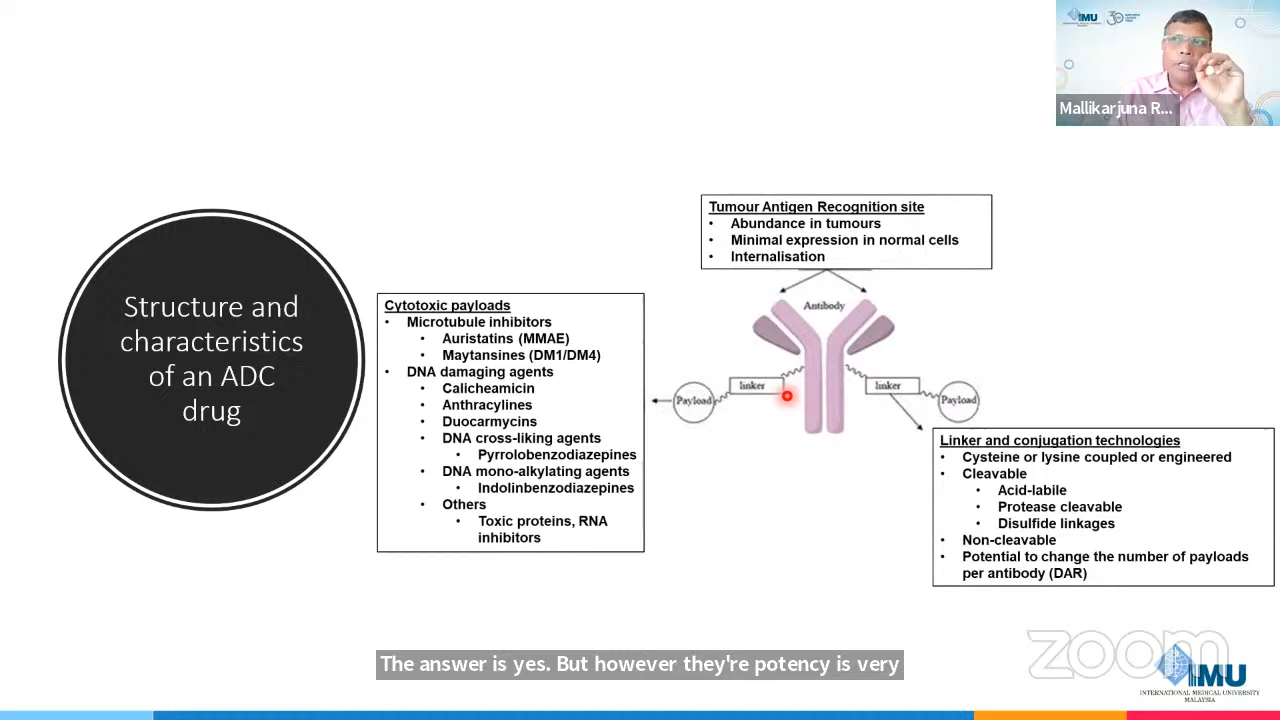 IMU
Mallikarjuna R...
Structure and
characteristics
of an ADC
drug
Tumour Antigen Recognition site
• Abundance in tumours
• Minimal expression in normal cells
• Internalisation
Cytotoxic payloads
• Microtubule inhibitors
• Auristatins (MMAE)
• Maytansines (DM1/DM4)
• DNA damaging agents
• Calicheamicin
• Anthracylines
• Duocarmycins
• DNA cross-liking agents
• Pyrrolobenzodiazepines
• DNA mono-alkylating agents
• Indolinbenzodiazepines
• Others
• Toxic proteins, RNA
inhibitors
Antibody
linker
linker
Payload
Payload
Linker and conjugation technologies
• Cysteine or lysine coupled or engineered
• Cleavable
• Acid-labile
• Protease cleavable
• Disulfide linkages
• Non-cleavable
• Potential to change the number of payloads
per antibody (DAR)
The answer is yes. But however they're potency is very
zoom
IMU
INTERNATIONAL MEDICAL UNIVERSITY
MALAYSIA